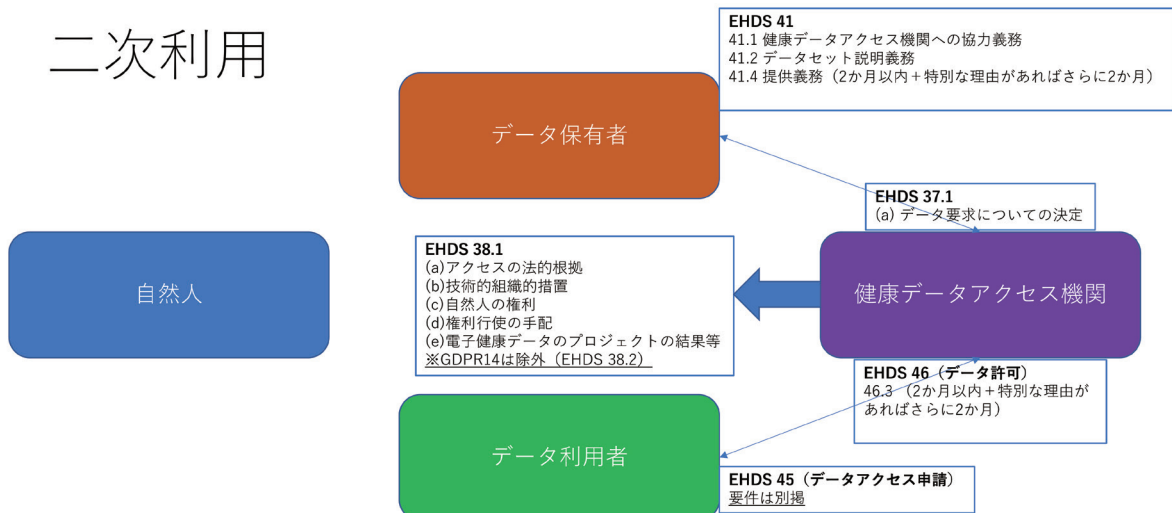 二次利用
EHDS 41
41.1 健康データアクセス機関への協力義務
41.2 データセット説明義務
41.4 提供義務（2か月以内＋特別な理由があればさらに2か月）
データ保有者
EHDS 37.1
(a) データ要求についての決定
自然人
EHDS 38.1
(a)アクセスの法的根拠
(b)技術的組織的措置
(c)自然人の権利
(d)権利行使の手配
(e)電子健康データのプロジェクトの結果等
※GDPR14は除外（EHDS 38.2）
健康データアクセス機関
EHDS 46（データ許可）
46.3 （2か月以内＋特別な理由が
あればさらに2か月）
データ利用者
EHDS 45（データアクセス申請）
要件は別掲